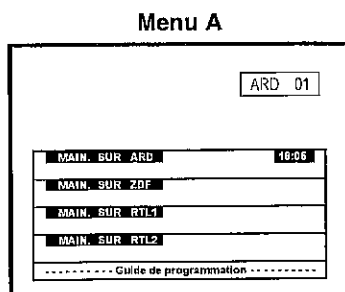 Menu A
ARD 01
MAIN. SUR ARD 18:06
MAIN. SUR ZDF
MAIN. SUR RTL1
MAIN. SUR RTL2
- - - - - - - - - - Guide de programmation - - - - - - - - - -